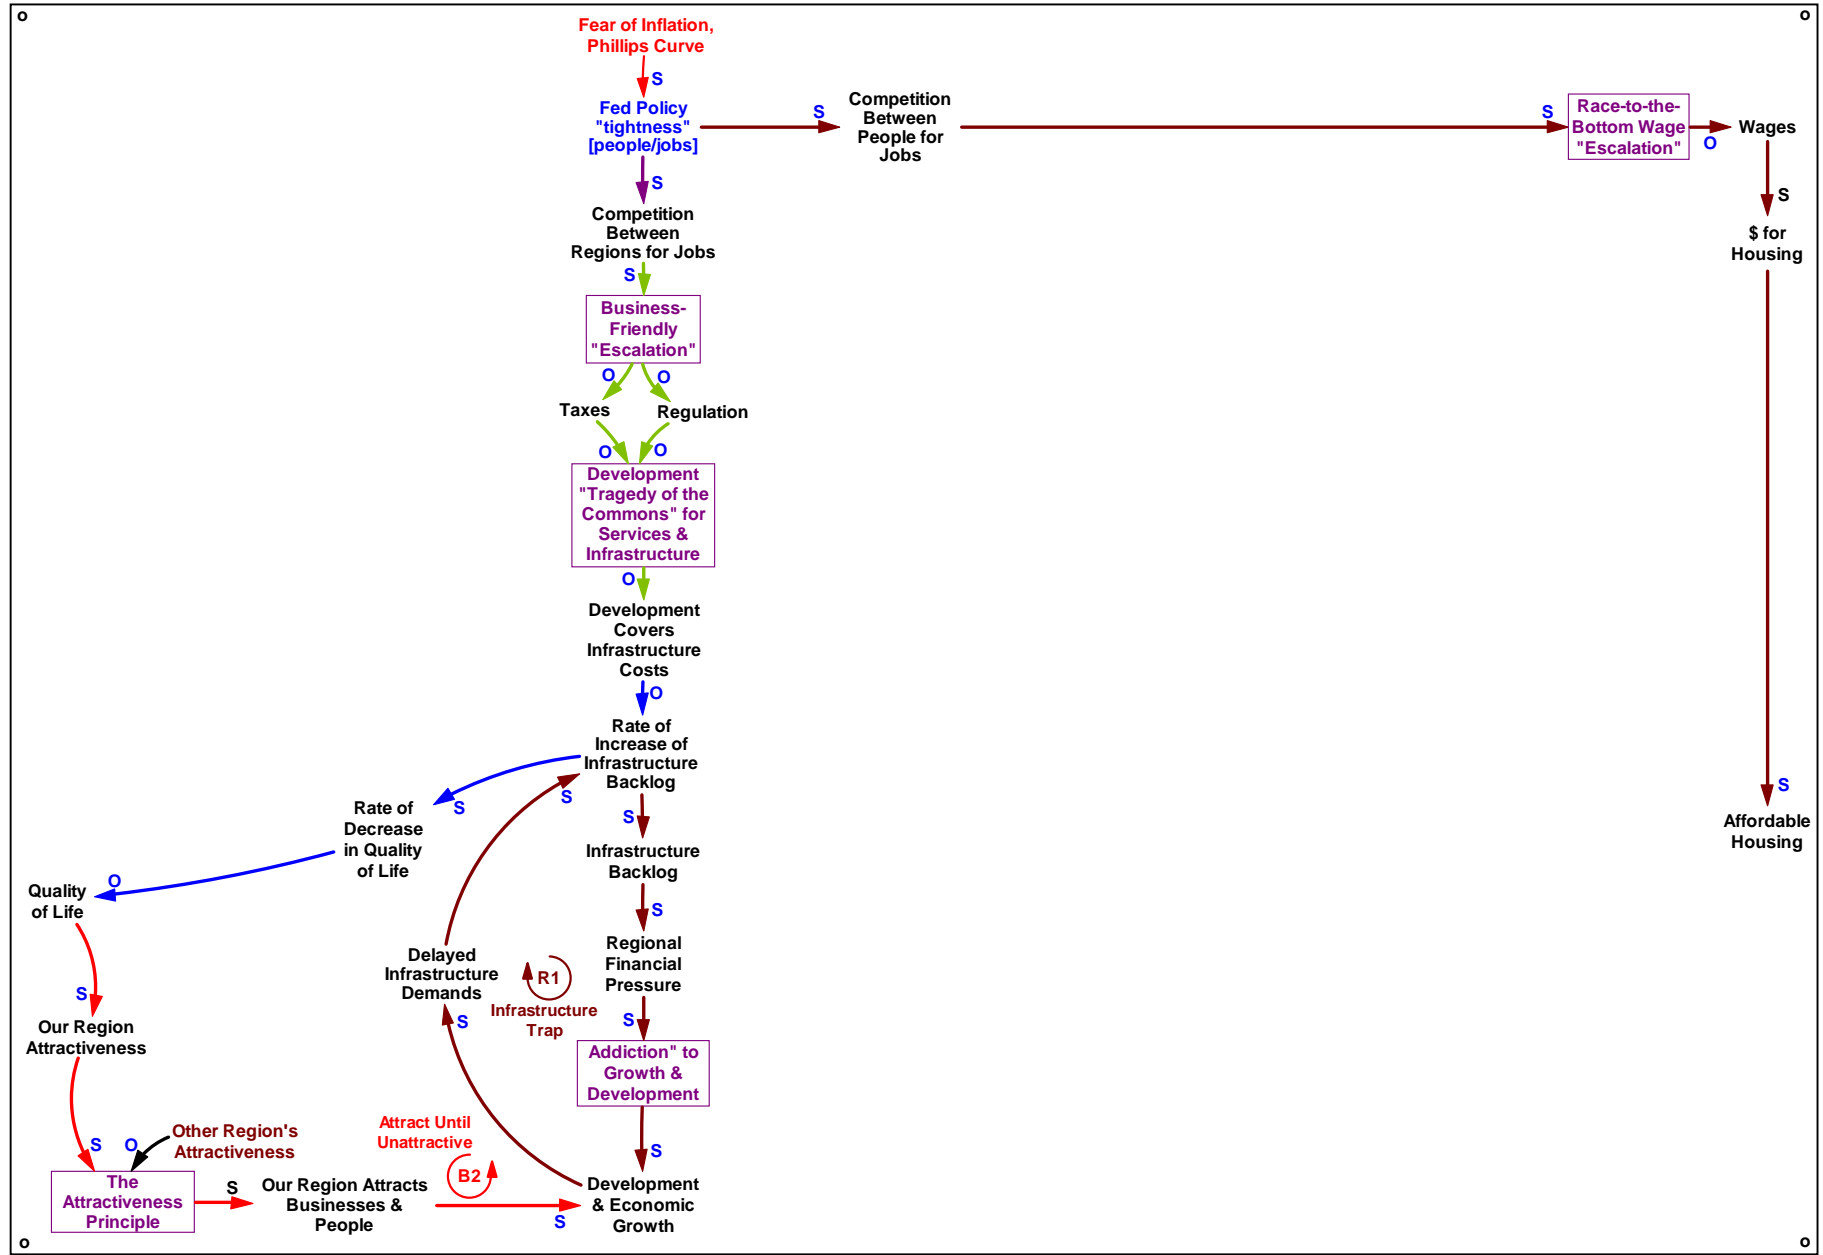 o
o
Fear of Inflation,
Phillips Curve
S
Fed Policy
"tightness"
[people/jobs]
S
Competition
Between
People for
Jobs
S
Race-to-the-
Bottom Wage
"Escalation"
O
Wages
S
$ for
Housing
S
Affordable
Housing
S
Competition
Between
Regions for Jobs
S
Business-
Friendly
"Escalation"
O
O
Taxes
Regulation
O
O
Development
"Tragedy of the
Commons" for
Services &
Infrastructure
O
Development
Covers
Infrastructure
Costs
O
Rate of
Increase of
Infrastructure
Backlog
S
S
S
Rate of
Decrease
in Quality
of Life
Infrastructure
Backlog
O
Quality
of Life
S
Regional
Financial
Pressure
Delayed
Infrastructure
Demands
R1
Infrastructure
Trap
S
S
S
Our Region
Attractiveness
Addiction" to
Growth &
Development
Attract Until
Unattractive
B2
S
O
Other Region's
Attractiveness
S
The
Attractiveness
Principle
S
Our Region Attracts
Businesses &
People
S
Development
& Economic
Growth
o
o